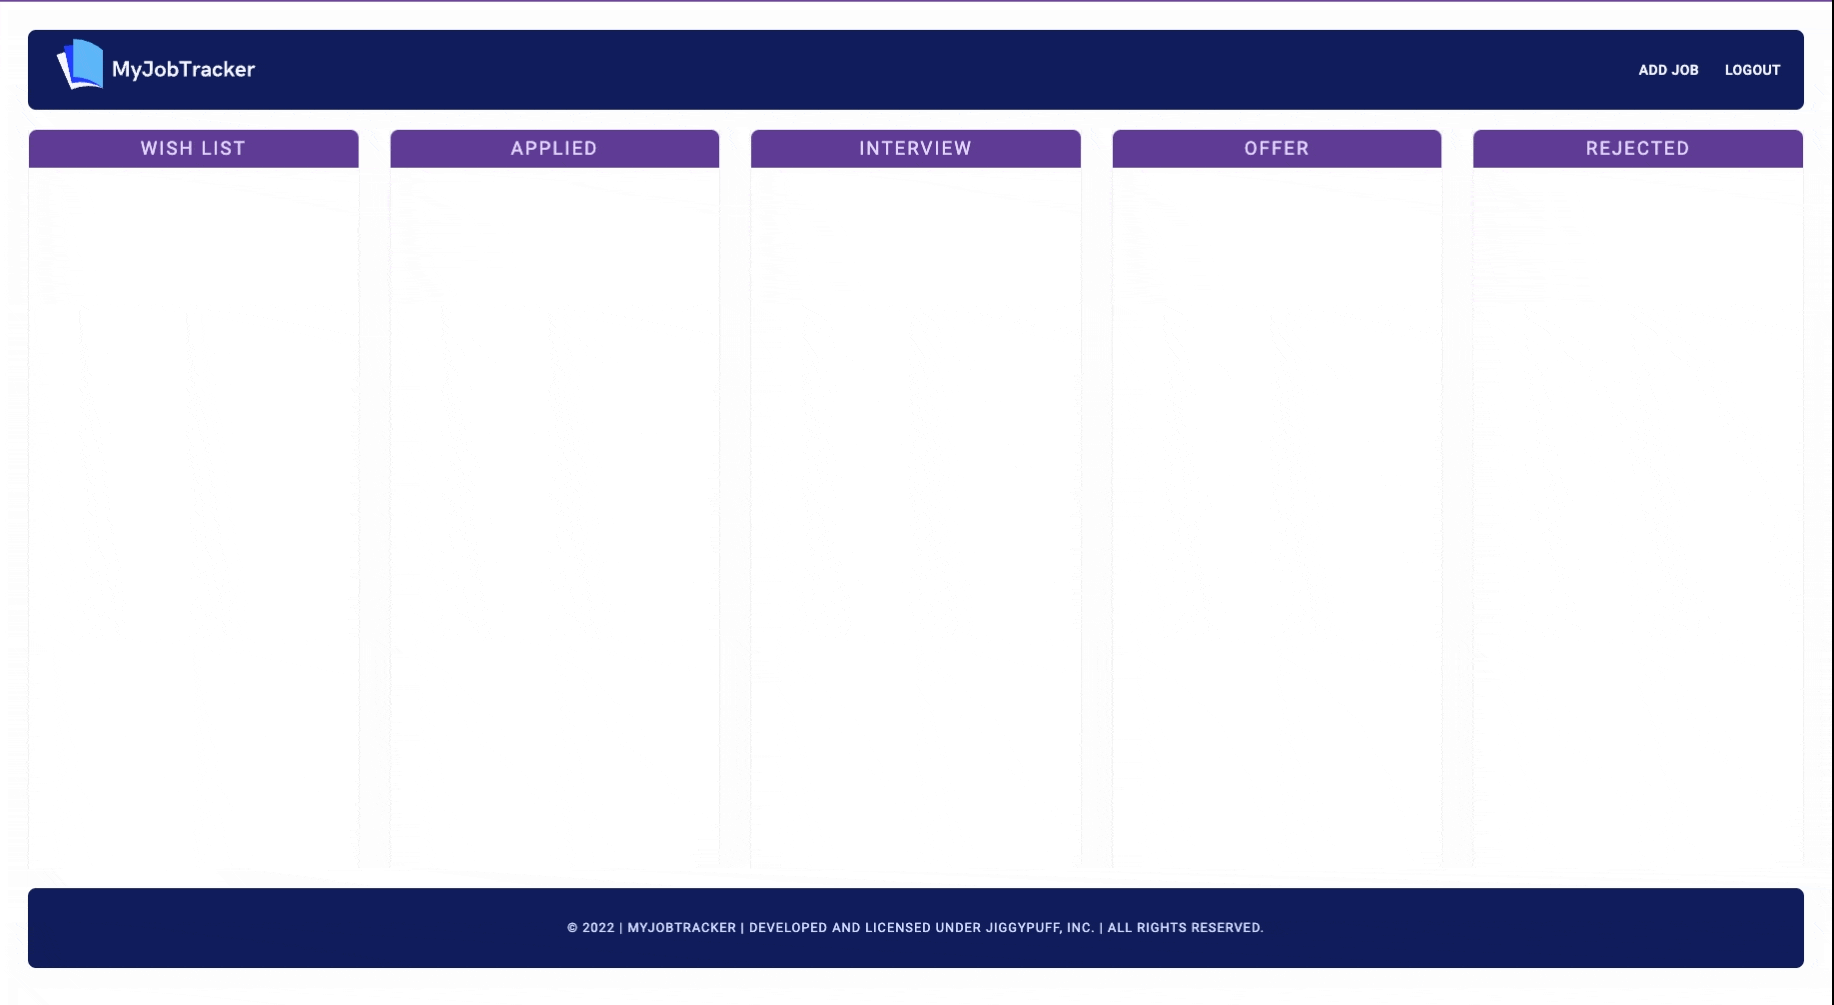 MyJobTracker
ADD JOB LOGOUT
WISH LIST APPLIED INTERVIEW OFFER REJECTED
© 2022 | MYJOBTRACKER | DEVELOPED AND LICENSED UNDER JIGGYPUFF, INC. | ALL RIGHTS RESERVED.